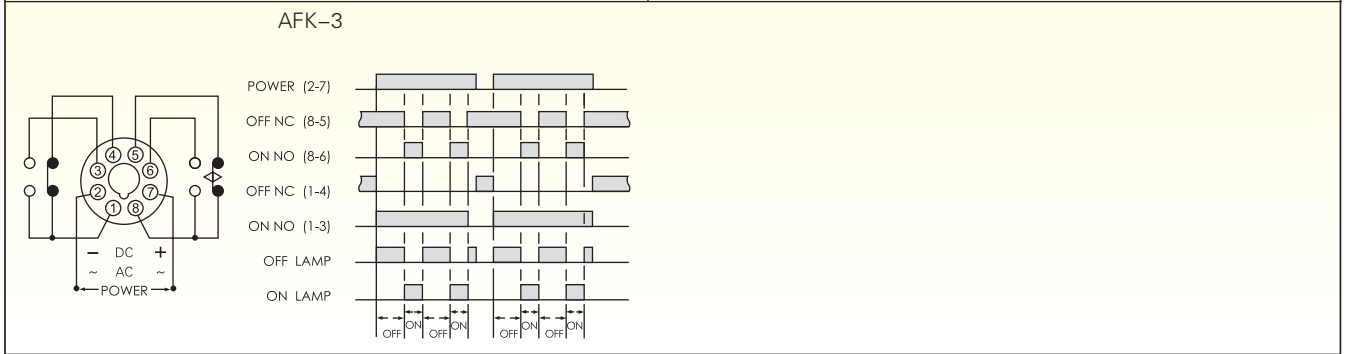 AFK–3
POWER (2-7)
OFF NC (8-5)
ON NO (8-6)
OFF NC (1-4)
ON NO (1-3)
OFF LAMP
ON LAMP
4 5
3 6
2 7
1 8
– DC +
~ AC ~
POWER
OFF ON OFF ON OFF ON OFF ON